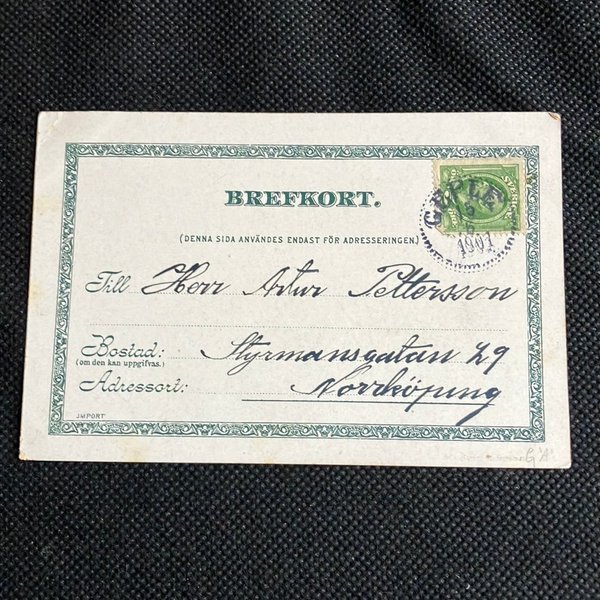 BREFKORT.
(DENNA SIDA ANVÄNDES ENDAST FÖR ADRESSERINGEN.)
GEFLE
1901
Till Herr Artur Pettersson
Bostad: Styrmansgatan 29
(om den kan uppgifvas.)
Adressort: Norrköping
IMPORT